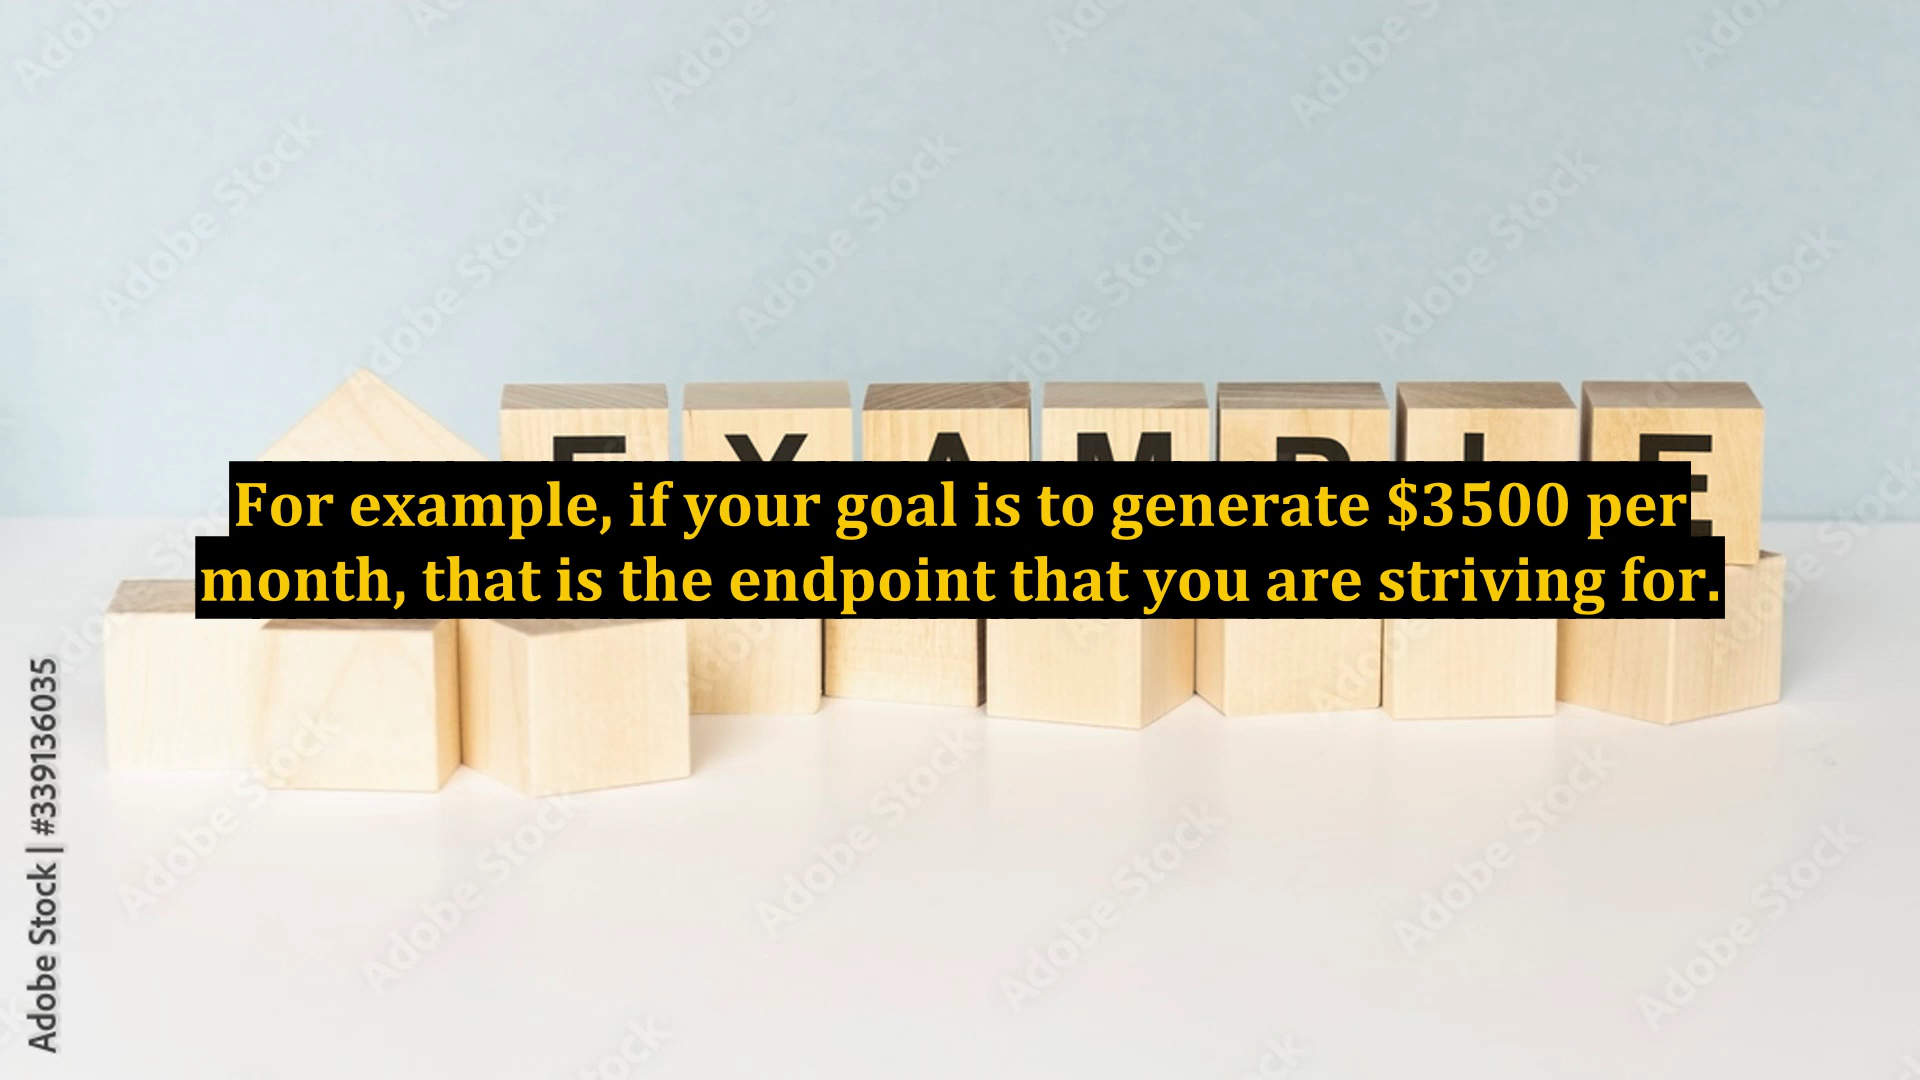 EXAMPLE
For example, if your goal is to generate $3500 per
month, that is the endpoint that you are striving for.
Adobe Stock | #339136035